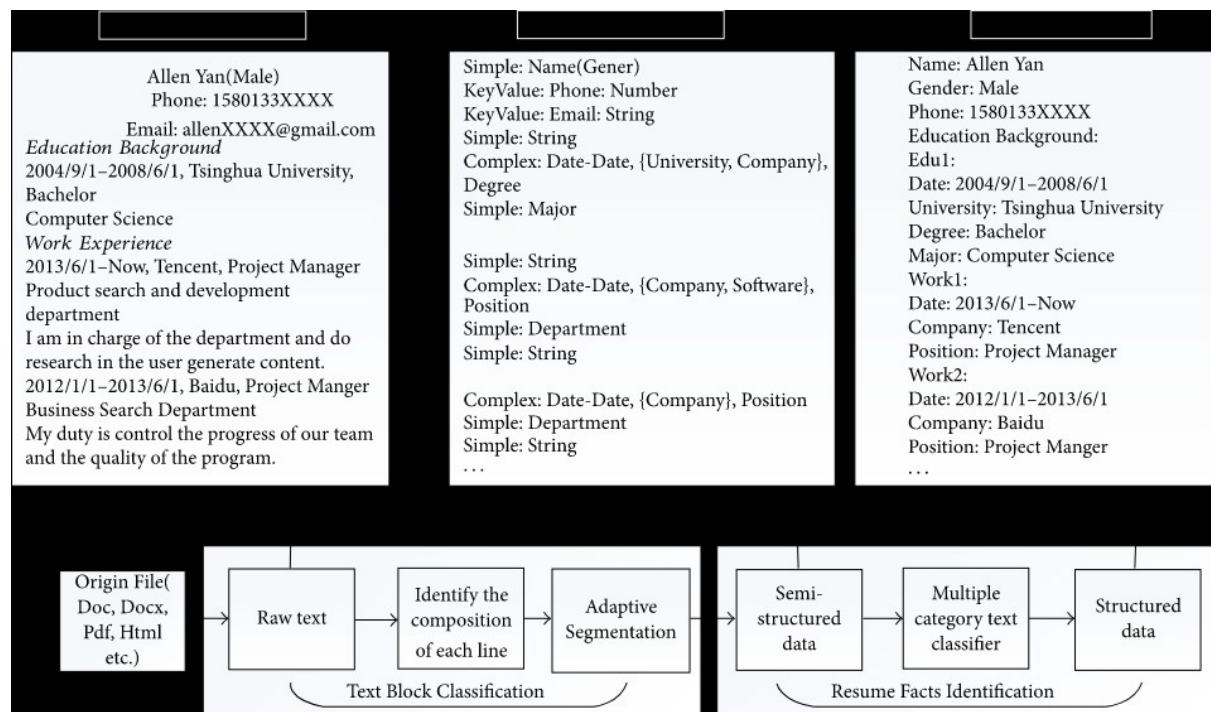 Allen Yan(Male)
Phone: 1580133XXXX
Email: allenXXXX@gmail.com
Education Background
2004/9/1–2008/6/1, Tsinghua University,
Bachelor
Computer Science
Work Experience
2013/6/1–Now, Tencent, Project Manager
Product search and development
department
I am in charge of the department and do
research in the user generate content.
2012/1/1–2013/6/1, Baidu, Project Manger
Business Search Department
My duty is control the progress of our team
and the quality of the program.
Simple: Name(Gener)
KeyValue: Phone: Number
KeyValue: Email: String
Simple: String
Complex: Date-Date, {University, Company},
Degree
Simple: Major
Simple: String
Complex: Date-Date, {Company, Software},
Position
Simple: Department
Simple: String
Complex: Date-Date, {Company}, Position
Simple: Department
Simple: String
. . .
Name: Allen Yan
Gender: Male
Phone: 1580133XXXX
Education Background:
Edu1:
Date: 2004/9/1–2008/6/1
University: Tsinghua University
Degree: Bachelor
Major: Computer Science
Work1:
Date: 2013/6/1–Now
Company: Tencent
Position: Project Manager
Work2:
Date: 2012/1/1–2013/6/1
Company: Baidu
Position: Project Manger
. . .
Origin File(
Doc, Docx,
Pdf, Html
etc.)
Raw text
Identify the
composition
of each line
Adaptive
Segmentation
Text Block Classification
Semi-
structured
data
Multiple
category text
classifier
Structured
data
Resume Facts Identification